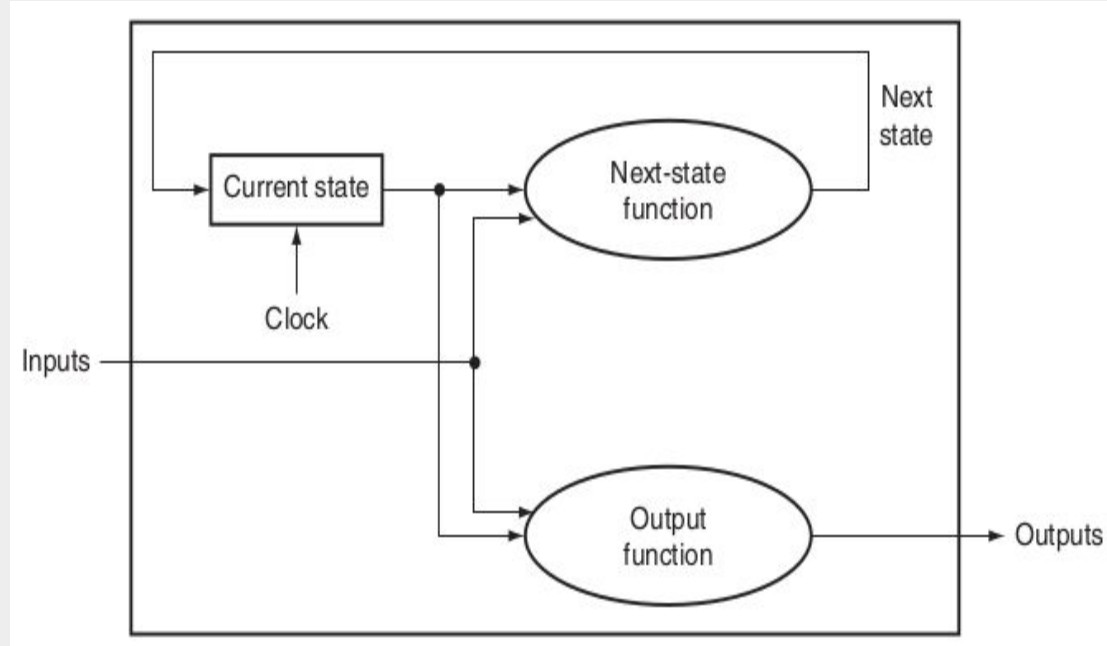 Next
state
Current state
Next-state
function
Clock
Inputs
Output
function
Outputs